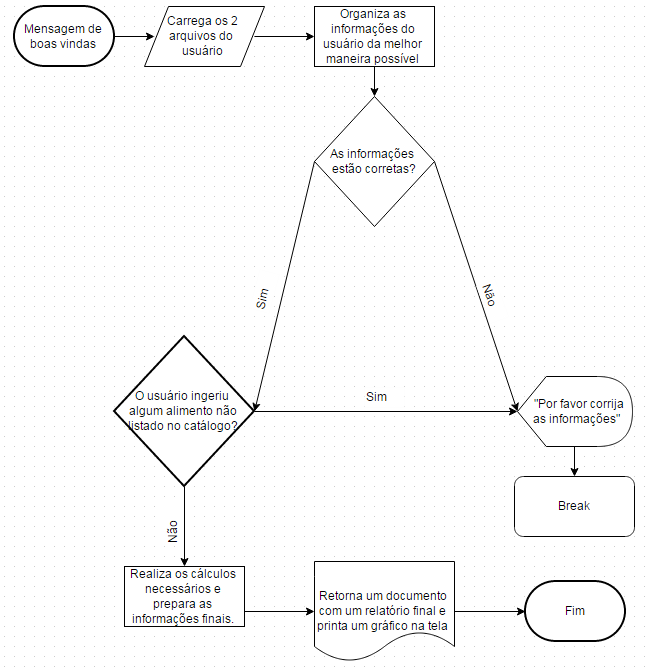 Mensagem de
boas vindas
Carrega os 2
arquivos do
usuário
Organiza as
informações do
usuário da melhor
maneira possível
As informações
estão corretas?
Sim
Não
O usuário ingeriu
algum alimento não
listado no catálogo?
Sim
"Por favor corrija
as informações"
Break
Não
Realiza os cálculos
necessários e
prepara as
informações finais.
Retorna um documento
com um relatório final e
printa um gráfico na tela
Fim